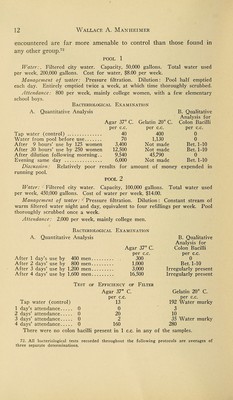 12 WALLACE A. MANHEIMER
encountered are far more amenable to control than those found in
any other group.72
POOL 1
Water: Filtered city water. Capacity, 50,000 gallons. Total water used
per week, 200,000 gallons. Cost for water, $8.00 per week.
Management of water: Pressure filtration. Dilution: Pool half emptied
each day. Entirely emptied twice a week, at which time thoroughly scrubbed.
Attendance: 800 per week, mainly college women, with a few elementary
school boys.
BACTERIOLOGICAL EXAMINATION
A. Quantitative Analysis B. Qualitative
Analysis for
Agar 37° C. Gelatin 20° C. Colon Bacilli
per c.c. per c.c. per c.c.
Tap water (control) 40 400 0
Water from pool before use 70 1,130 0
After 9 hours' use by 125 women 3,400 Not made Bet. 1-10
After 30 hours' use by 250 women 12,500 Not made Bet. 1-10
After dilution following morning 9,540 45,790 0
Evening same day 6,000 Not made Bet. 1-10
Discussion: Relatively poor results for amount of money expended in
running pool.
POOL 2
Water: Filtered city water. Capacity, 100,000 gallons. Total water used
per week, 450,000 gallons. Cost of water per week, $14.00.
Management of water: Pressure filtration. Dilution: Constant stream of
warm filtered water night and day, equivalent to four refillings per week. Pool
thoroughly scrubbed once a week.
Attendance: 2,000 per week, mainly college men.
BACTERIOLOGICAL EXAMINATION
A. Quantitative Analysis B. Qualitative
Analysis for
Agar 37° C. Colon Bacilli
per c.c. per c.c.
After 1 day's use by 400 men 300 0
After 2 days' use by 800 men 1,000 Bet. 1-10
After 3 days' use by 1,200 men 3,000 Irregularly present
After 4 days' use by 1,600 men 16,300 Irregularly present
TEST OF EFFICIENCY OF FILTER
Agar 37° C. Gelatin 20° C.
per c.c. per c.c.
Tap water (control) 13 192 Water murky
1 day's attendance 0 0 3
2 days' attendance 0 20 10
3 days' attendance 0 2 35 Water murky
4 days' attendance 0 160 280
There were no colon bacilli present in 1 c.c. in any of the samples.
72. All bacteriological tests recorded throughout the following protocols are averages of
three separate determinations.